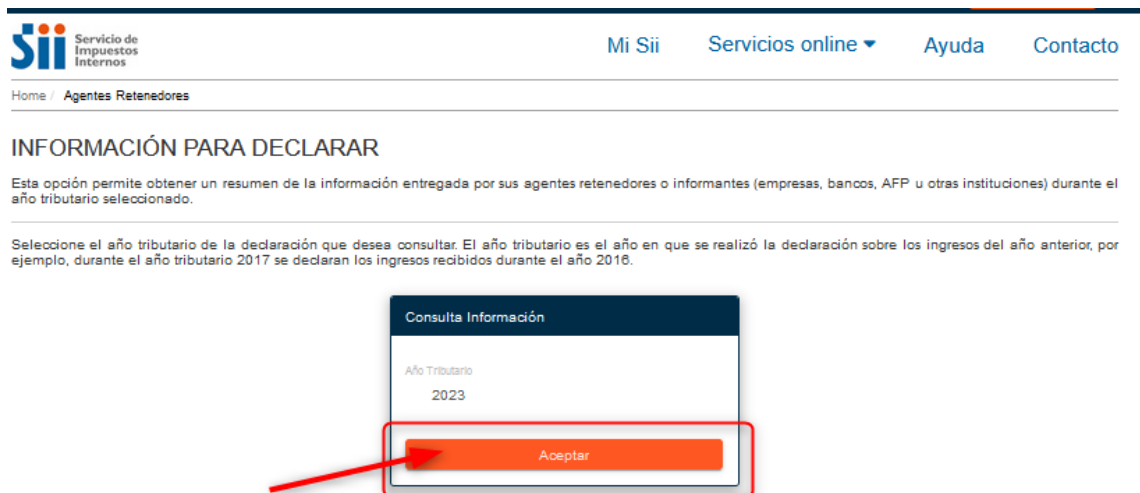 Sii Servicio de
Impuestos
Internos
Mi Sii Servicios online Ayuda Contacto
Home / Agentes Retenedores
INFORMACIÓN PARA DECLARAR
Esta opción permite obtener un resumen de la información entregada por sus agentes retenedores o informantes (empresas, bancos, AFP u otras instituciones) durante el
año tributario seleccionado.
Seleccione el año tributario de la declaración que desea consultar. El año tributario es el año en que se realizó la declaración sobre los ingresos del año anterior, por
ejemplo, durante el año tributario 2017 se declaran los ingresos recibidos durante el año 2016.
Consulta Información
Año Tributario
2023
Aceptar